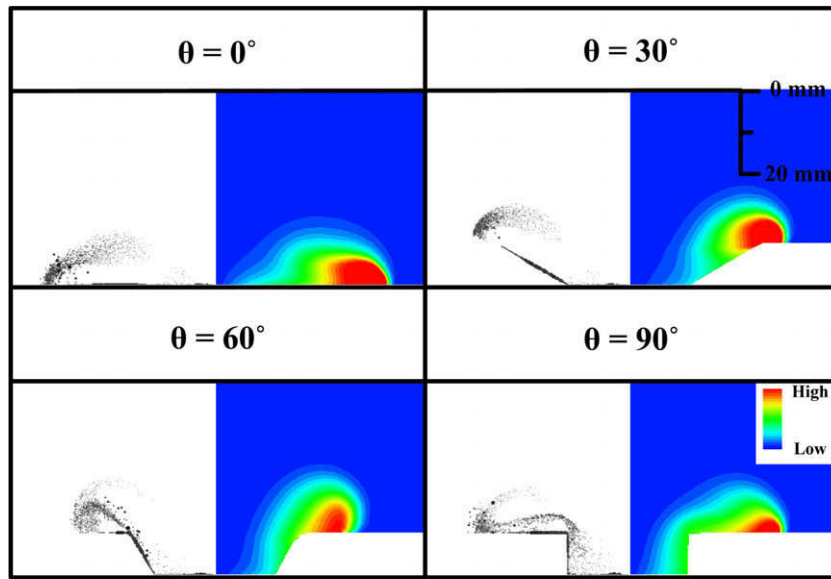 θ = 0°
θ = 30°
0 mm
20 mm
θ = 60°
θ = 90°
High
Low